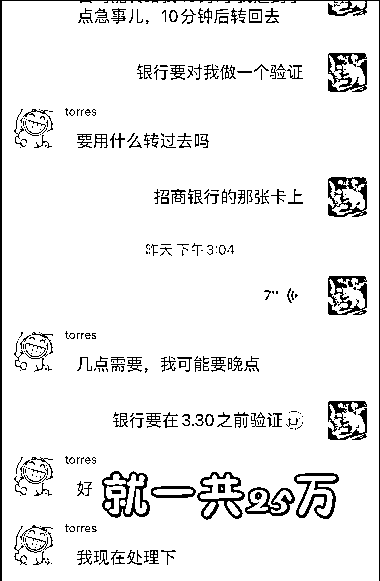 点急事儿，10分钟后转回去
银行要对我做一个验证
torres
要用什么转过去吗
招商银行的那张卡上
昨天 下午3:04
7"
torres
几点需要，我可能要晚点
银行要在3.30之前验证
torres
好
就一共25万
torres
我现在处理下